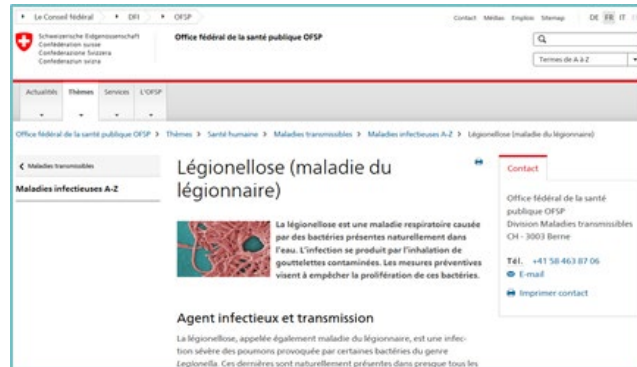 Le Conseil fédéral DFI OFSP
Contact Médias Emplois Sitemap DE FR IT
Schweizerische Eidgenossenschaft
Confédération suisse
Confederazione Svizzera
Confederaziun svizra
Office fédéral de la santé publique OFSP
Termes de A à Z
Actualités Thèmes Services L'OFSP
Office fédéral de la santé publique OFSP > Thèmes > Santé humaine > Maladies transmissibles > Maladies infectieuses A-Z > Légionellose (maladie du légionnaire)
Maladies transmissibles
Maladies infectieuses A-Z
Légionellose (maladie du
légionnaire)
La légionellose est une maladie respiratoire causée
par des bactéries présentes naturellement dans
l'eau. L'infection se produit par l'inhalation de
gouttelettes contaminées. Les mesures préventives
visent à empêcher la prolifération de ces bactéries.
Agent infectieux et transmission
La légionellose, appelée également maladie du légionnaire, est une infec-
tion sévère des poumons provoquée par certaines bactéries du genre
Legionella. Ces dernières sont naturellement présentes dans presque tous les
Contact
Office fédéral de la santé
publique OFSP
Division Maladies transmissibles
CH - 3003 Berne
Tél. +41 58 463 87 06
E-mail
Imprimer contact